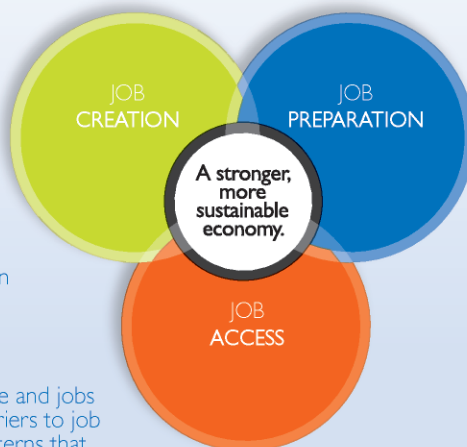 JOB
CREATION
JOB
PREPARATION
A stronger,
more
sustainable
economy.
JOB
ACCESS
e and jobs
riers to job